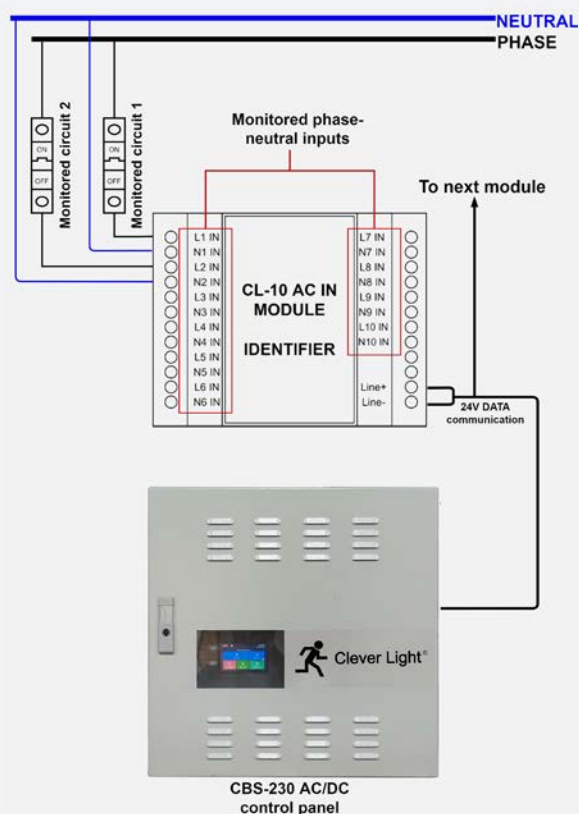 NEUTRAL
PHASE
Monitored circuit 2
Monitored circuit 1
ON
OFF
ON
OFF
Monitored phase-
neutral inputs
To next module
L1 IN
N1 IN
L2 IN
N2 IN
L3 IN
N3 IN
L4 IN
N4 IN
L5 IN
N5 IN
L6 IN
N6 IN
CL-10 AC IN
MODULE
IDENTIFIER
L7 IN
N7 IN
L8 IN
N8 IN
L9 IN
N9 IN
L10 IN
N10 IN
Line+
Line-
24V DATA
communication
Clever Light®
CBS-230 AC/DC
control panel